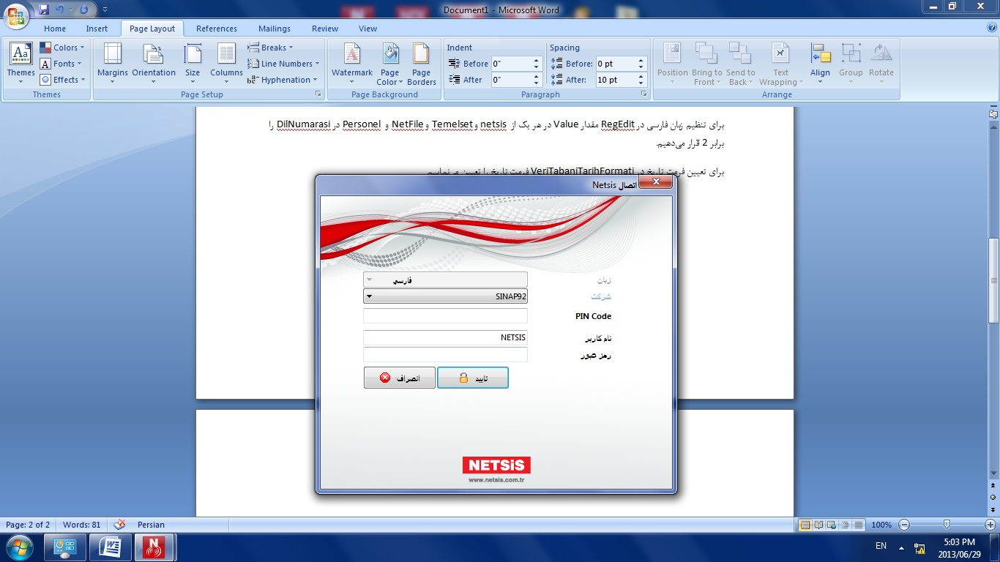 Document1 - Microsoft Word
Home Insert Page Layout References Mailings Review View
Themes
Colors
Fonts
Effects
Themes
Margins Orientation Size Columns
Breaks
Line Numbers
Hyphenation
Page Setup
Watermark Page Color Page Borders
Page Background
Indent
Before 0"
After 0"
Spacing
Before: 0 pt
After: 10 pt
Paragraph
Position Bring to Front Send to Back Text Wrapping Align Group Rotate
Arrange
برای تنظیم زبان فارسی در RegEdit مقدار Value در هر یک از netsis و Temelset و NetFile و Personel در DilNumarasi را
برابر 2 قرار می‌دهیم.
برای تعیین فرمت تاریخ در VeriTabaniTarihFormati فرمت تاریخ را تعیین می‌نماییم
اتصال Netsis
زبان فارسي
شرکت SINAP92
PIN Code
نام کاربر NETSIS
رمز عبور
تایید
انصراف
NETSiS
www.netsis.com.tr
Page: 2 of 2 Words: 81 Persian 100%
EN 5:03 PM
2013/06/29